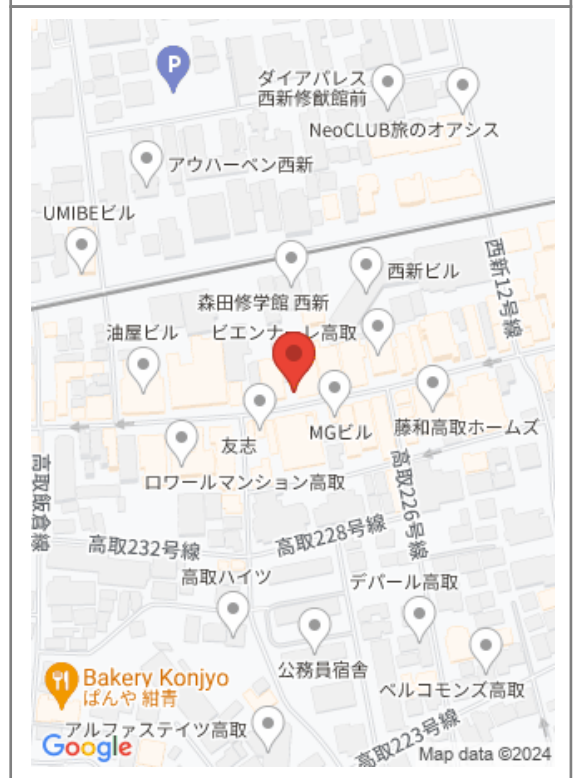 P
ダイアパレス
西新修猷館前
NeoCLUB旅のオアシス
アウハーベン西新
UMIBEビル
西新12号線
西新ビル
森田修学館 西新
油屋ビル
ビエンナーレ高取
友志
MGビル
藤和高取ホームズ
ロワールマンション高取
高取飯倉線
高取226号線
高取232号線
高取228号線
高取ハイツ
デパール高取
公務員宿舎
ベルコモンズ高取
Bakery Konjyo
ぱんや 紺青
アルファステイツ高取
高取223号線
Google
Map data ©2024